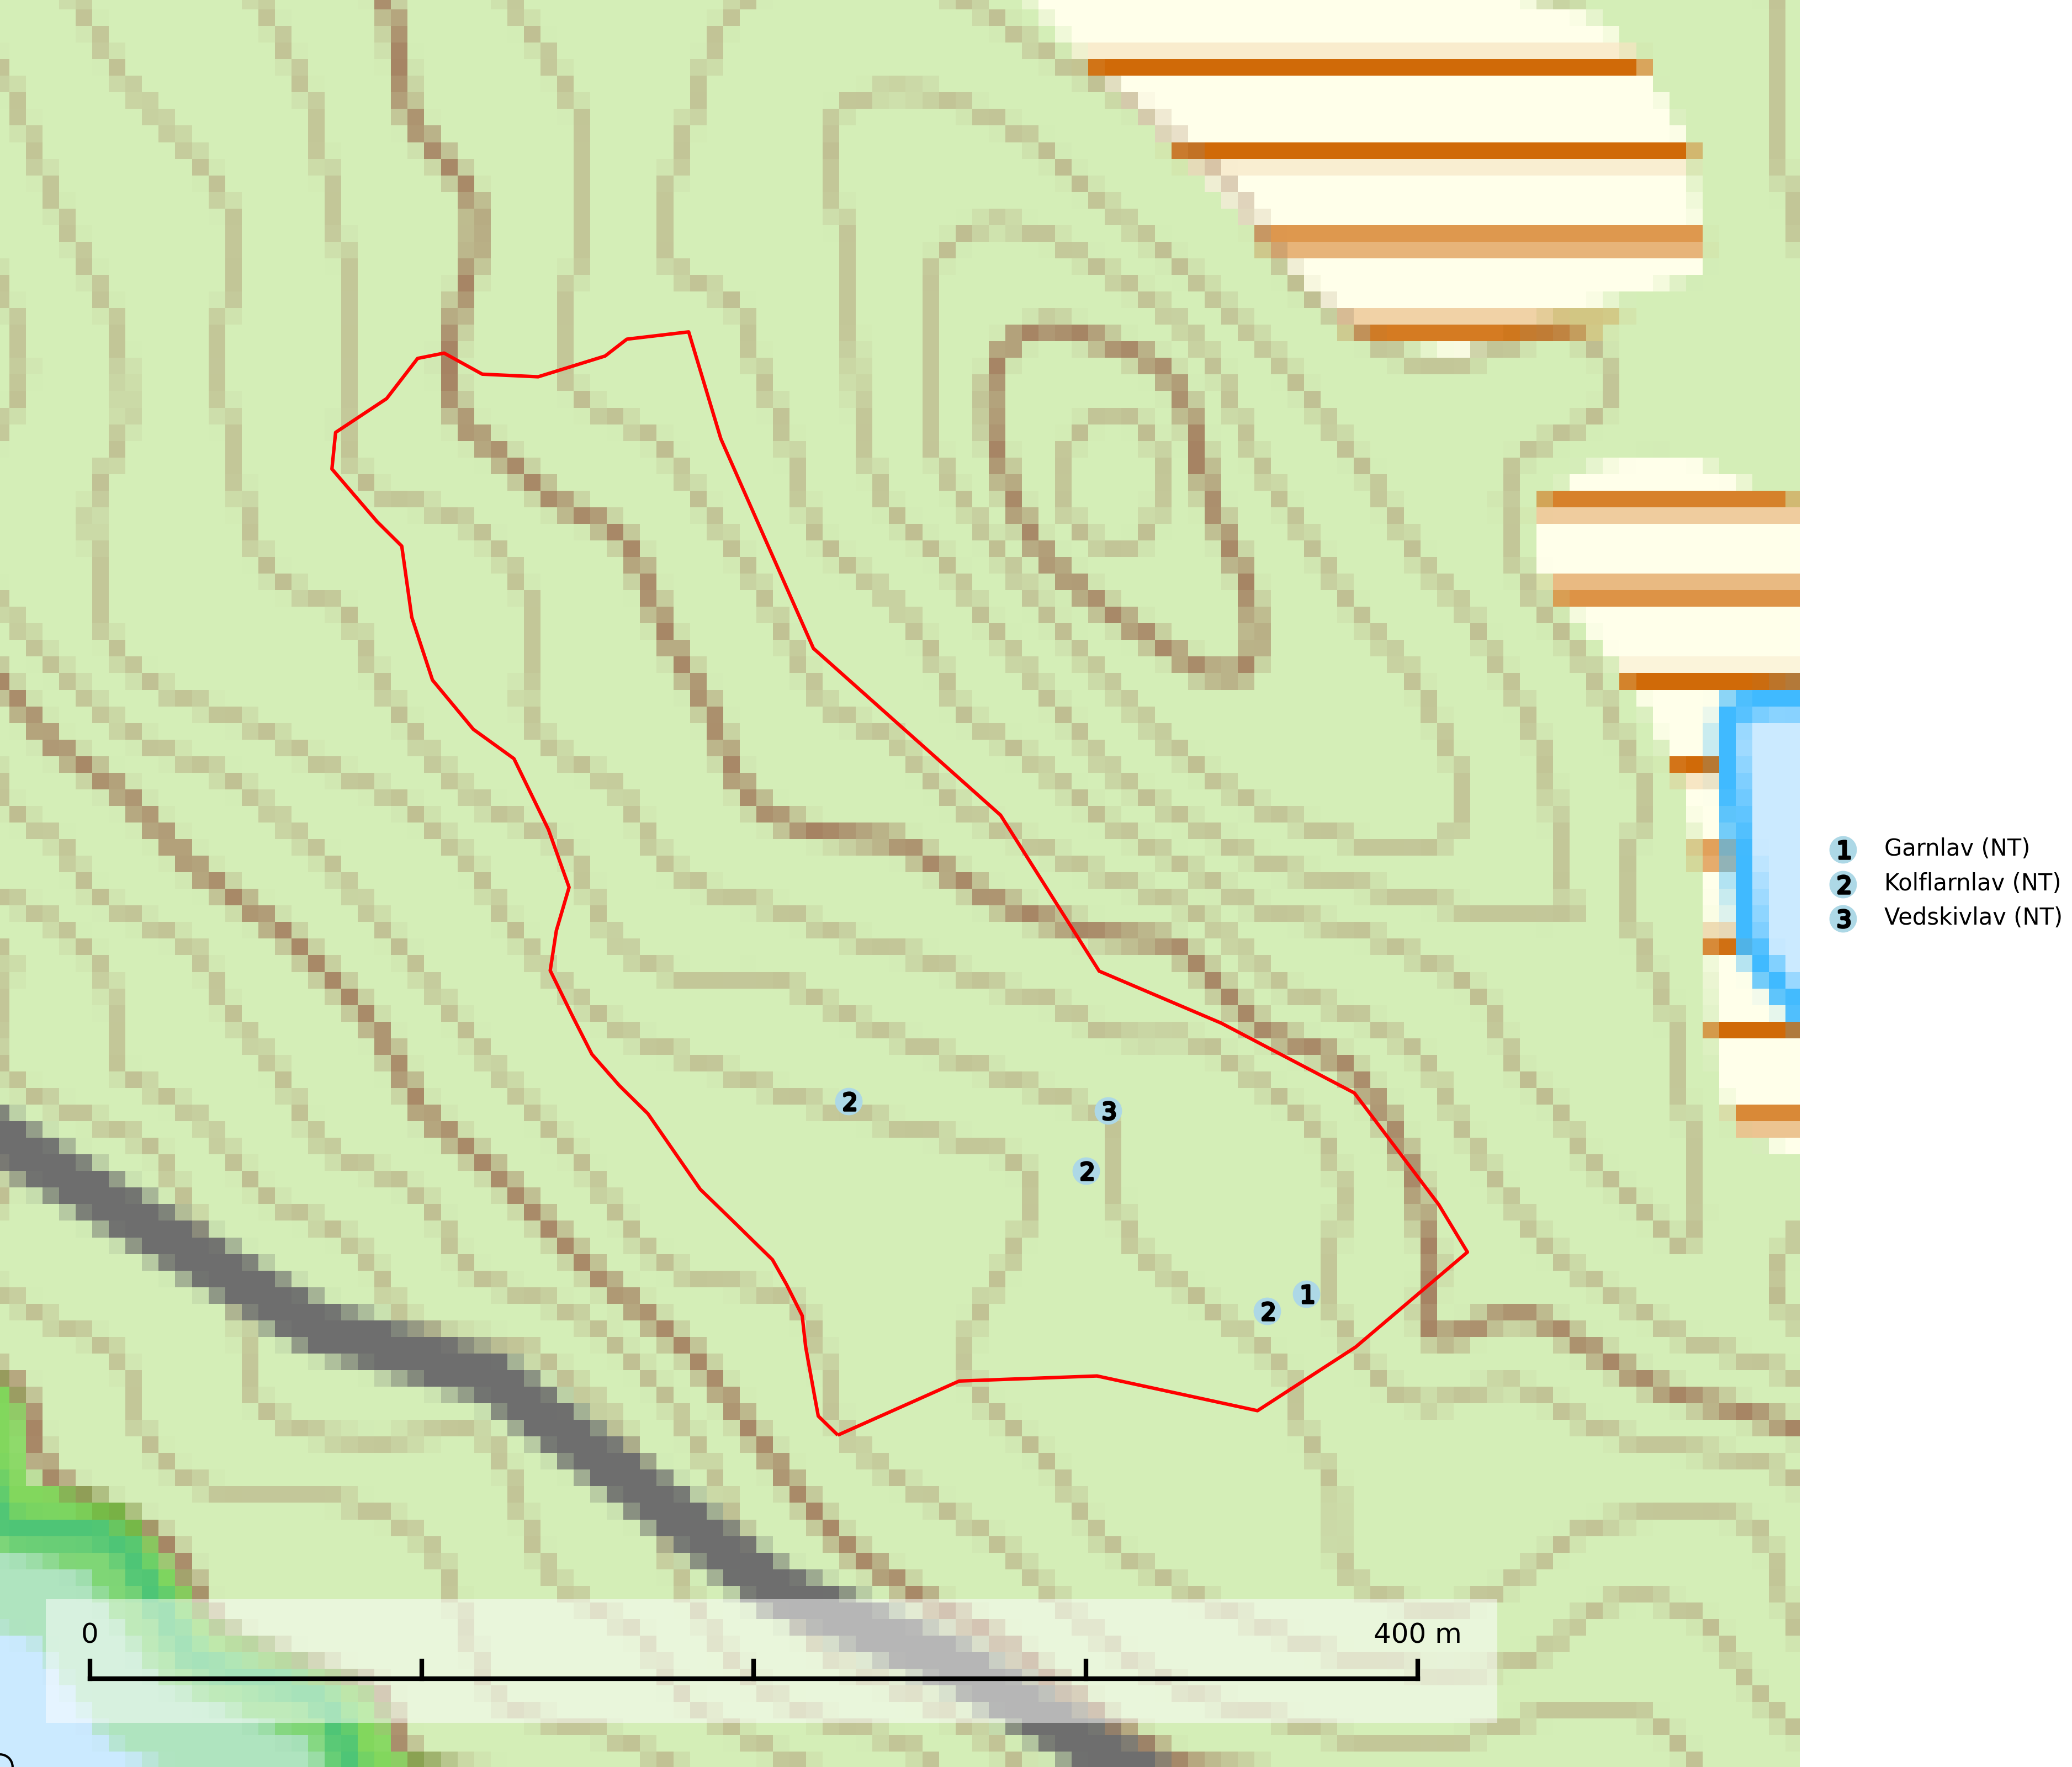 2
3
2
1
2
1 Garnlav (NT)
2 Kolflarnlav (NT)
3 Vedskivlav (NT)
0 400 m